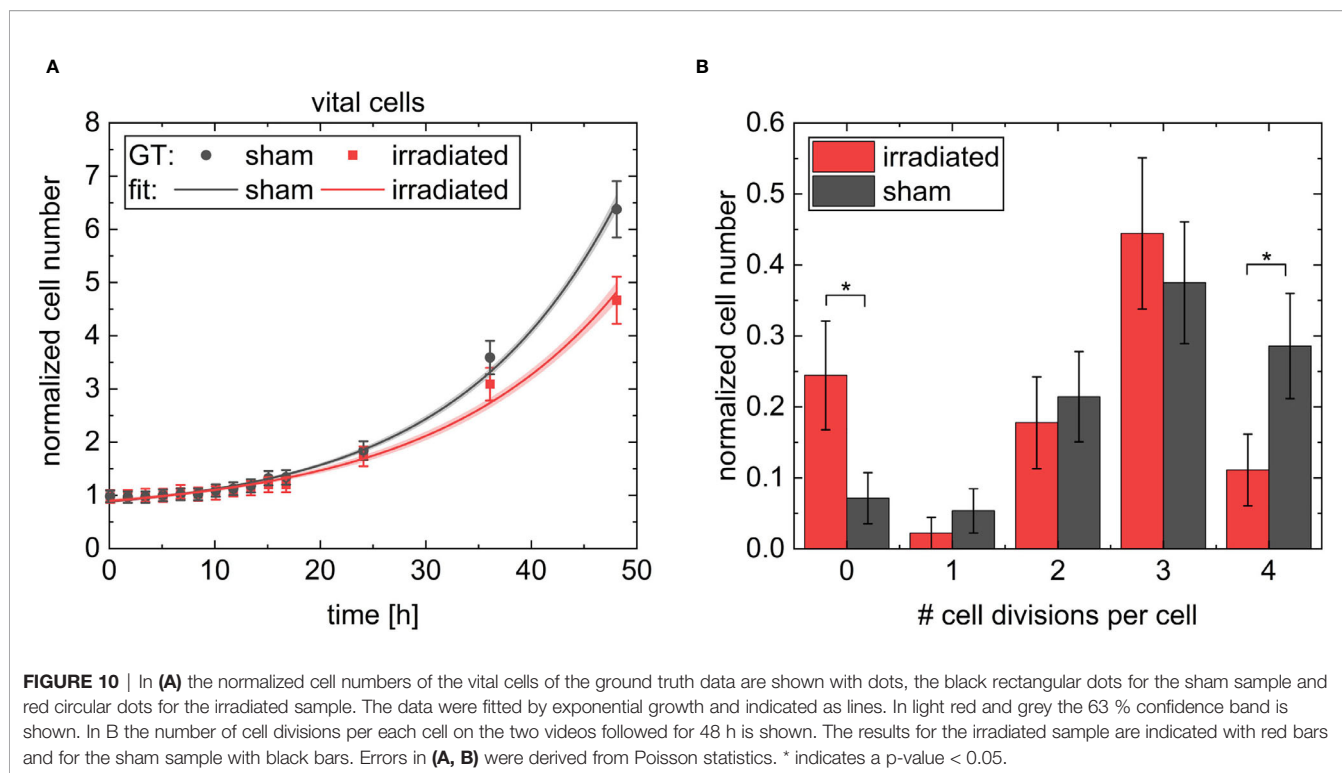 A
vital cells
8
7
6
5
4
3
2
1
0
normalized cell number
GT: sham irradiated
fit: sham irradiated
0 10 20 30 40 50
time [h]
B
0.6
0.5
0.4
0.3
0.2
0.1
0.0
normalized cell number
irradiated
sham
*
*
0 1 2 3 4
# cell divisions per cell
FIGURE 10 | In (A) the normalized cell numbers of the vital cells of the ground truth data are shown with dots, the black rectangular dots for the sham sample and
red circular dots for the irradiated sample. The data were fitted by exponential growth and indicated as lines. In light red and grey the 63 % confidence band is
shown. In B the number of cell divisions per each cell on the two videos followed for 48 h is shown. The results for the irradiated sample are indicated with red bars
and for the sham sample with black bars. Errors in (A, B) were derived from Poisson statistics. * indicates a p-value < 0.05.